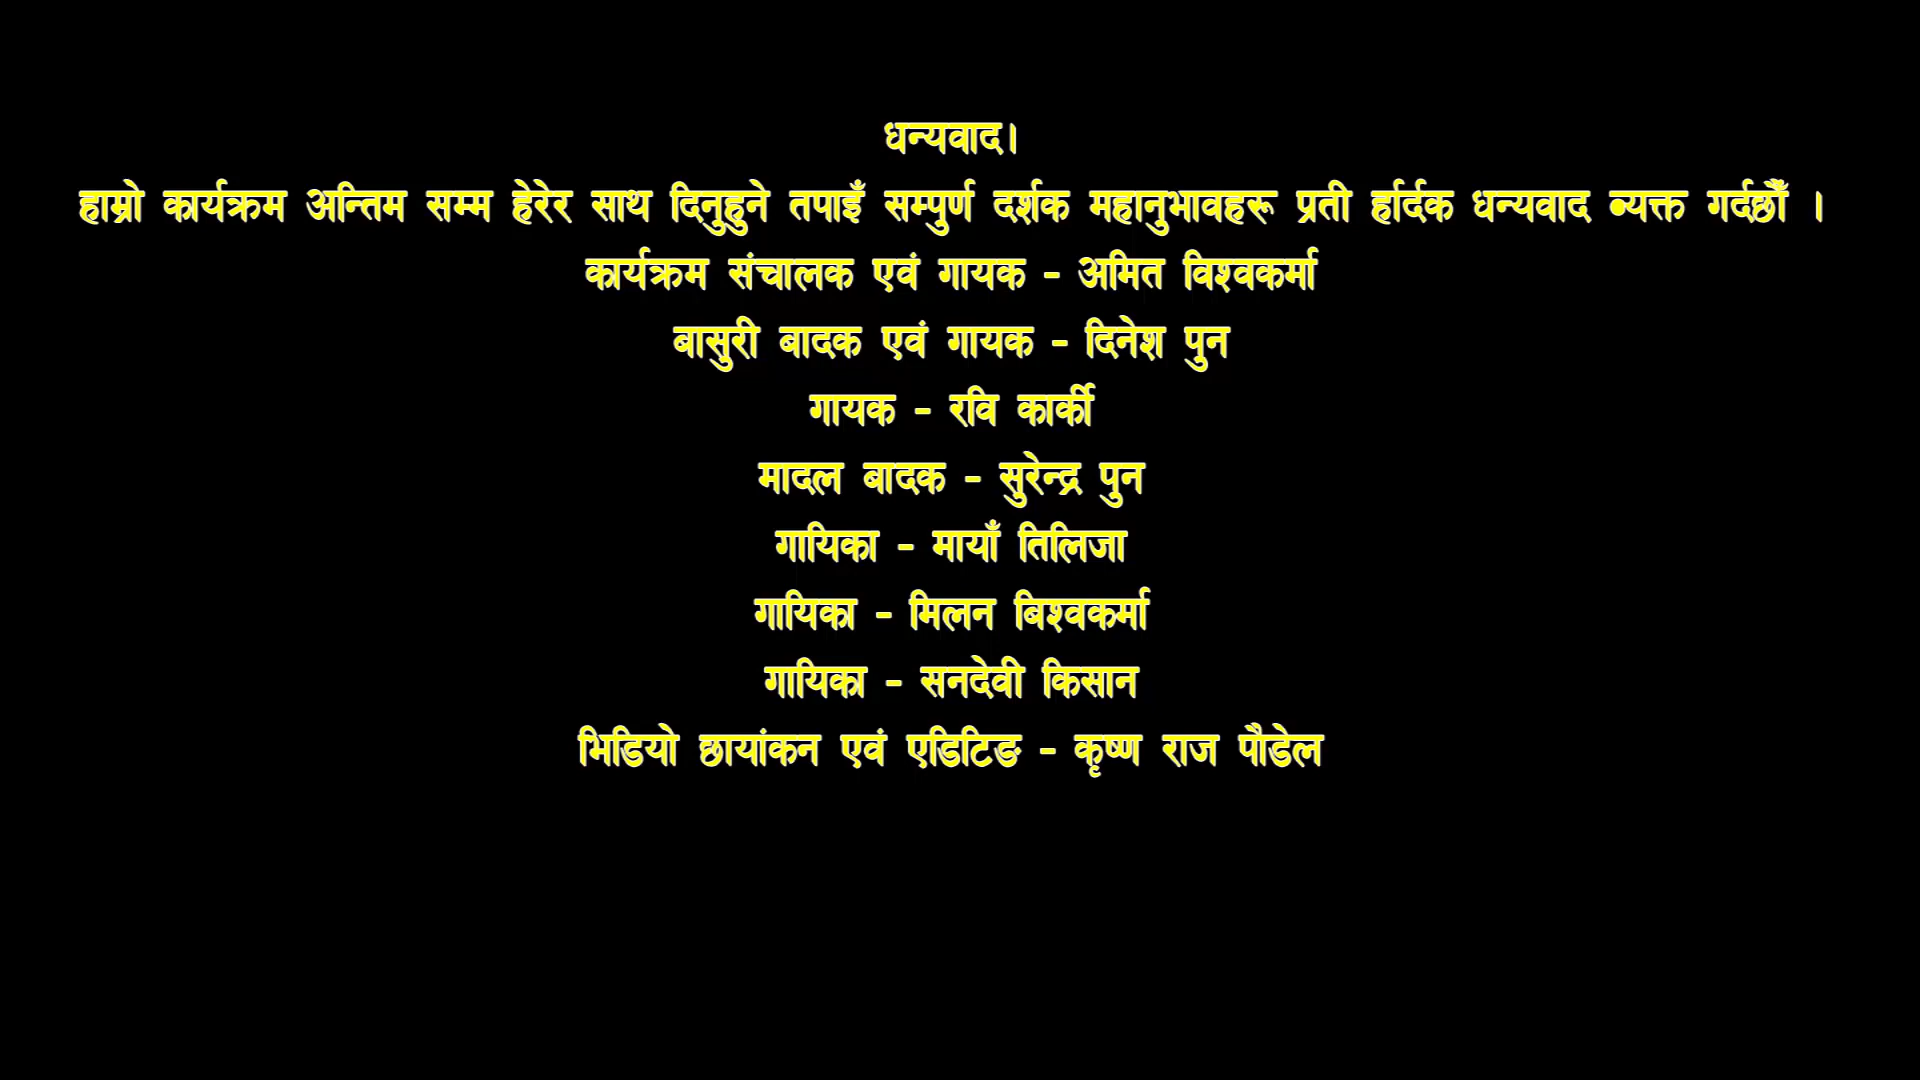 धन्यवाद।
हाम्रो कार्यक्रम अन्तिम सम्म हेरेर साथ दिनुहुने तपाइँ सम्पुर्ण दर्शक महानुभावहरू प्रती हार्दिक धन्यवाद ब्यक्त गर्दछौँ ।
कार्यक्रम संचालक एवं गायक - अमित विश्वकर्मा
बासुरी बादक एवं गायक - दिनेश पुन
गायक - रवि कार्की
मादल बादक - सुरेन्द्र पुन
गायिका - मायाँ तिलिजा
गायिका - मिलन बिश्वकर्मा
गायिका - सनदेवी किसान
भिडियो छायांकन एवं एडिटिङ - कृष्ण राज पौडेल